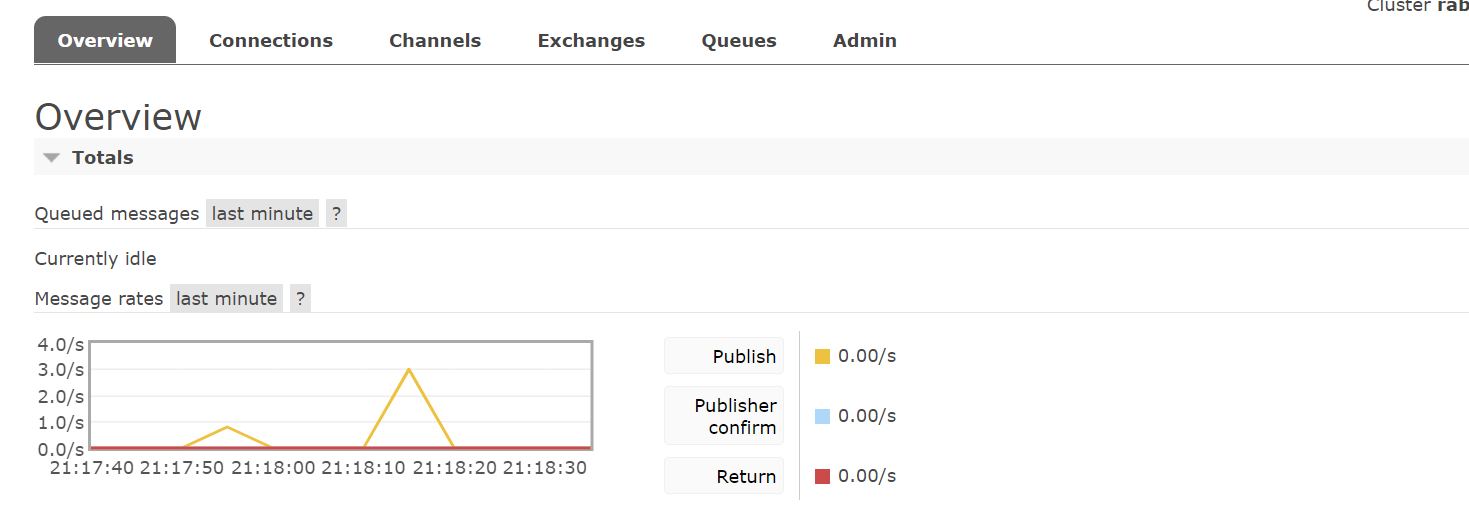 Cluster rab
Overview Connections Channels Exchanges Queues Admin
Overview
Totals
Queued messages last minute ?
Currently idle
Message rates last minute ?
4.0/s
3.0/s
2.0/s
1.0/s
0.0/s
21:17:40 21:17:50 21:18:00 21:18:10 21:18:20 21:18:30
Publish 0.00/s
Publisher
confirm 0.00/s
Return 0.00/s